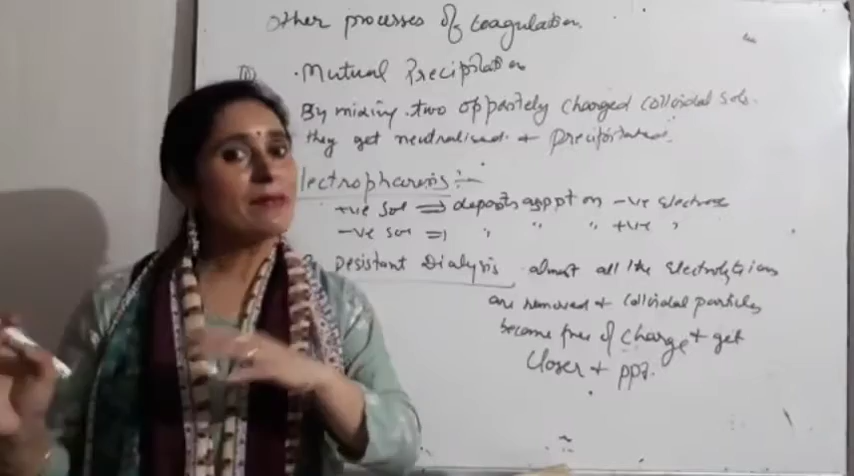 Other processes of coagulation.
① Mutual Precipitation
By mixing two oppositely charged colloidal sols.
they get neutralised + precipitated.
lectrophoresis :-
+ve sol ⇒ deposits as ppt on -ve electrode
-ve sol ⇒ " " " +ve "
Persistant Dialysis almost all the electrolytic ions
are removed + colloidal particles
become free of charge + get
closer + ppt.